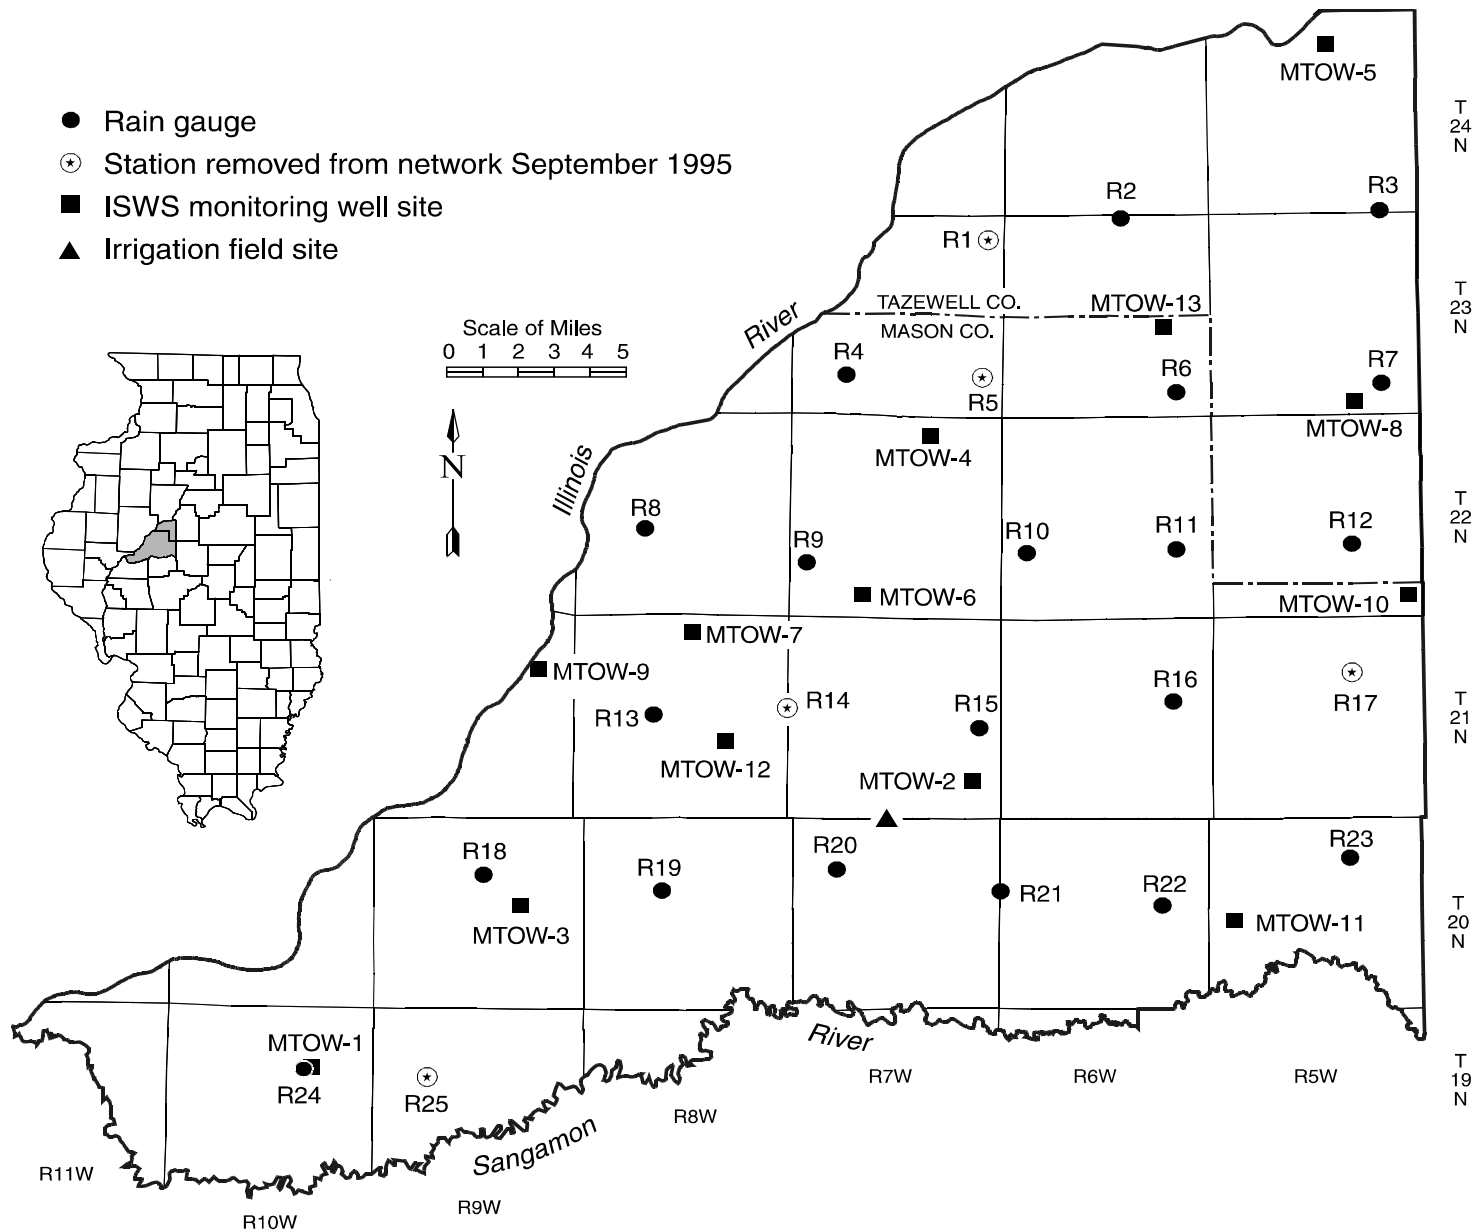 MTOW-5
Rain gauge
Station removed from network September 1995
ISWS monitoring well site
Irrigation field site
T
24
N
R2
R3
R1
TAZEWELL CO.
MASON CO.
MTOW-13
T
23
N
River
Scale of Miles
0 1 2 3 4 5
R4
R5
R6
R7
MTOW-8
MTOW-4
N
Illinois
R8
R9
R10
R11
R12
T
22
N
MTOW-6
MTOW-10
MTOW-7
MTOW-9
R13
R14
R15
R16
R17
T
21
N
MTOW-12
MTOW-2
R18
R19
R20
R21
R22
R23
MTOW-3
MTOW-11
T
20
N
MTOW-1
R24
R25
River
Sangamon
T
19
N
R7W
R6W
R5W
R8W
R11W
R9W
R10W